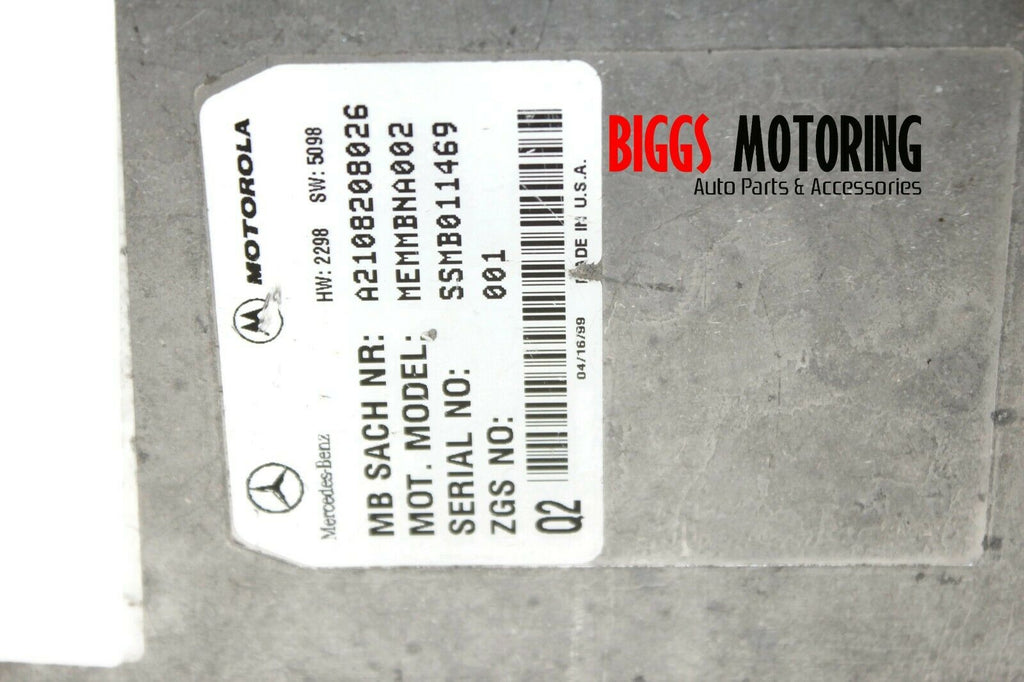 Mercedes-Benz
MOTOROLA
HW: 2298 SW: 5098
MB SACH NR: A2108208026
MOT. MODEL: MEMMBNA002
SERIAL NO: SSMB011469
ZGS NO: 001
Q2
04/16/99 MADE IN U.S.A.
BIGGS MOTORING
Auto Parts & Accessories